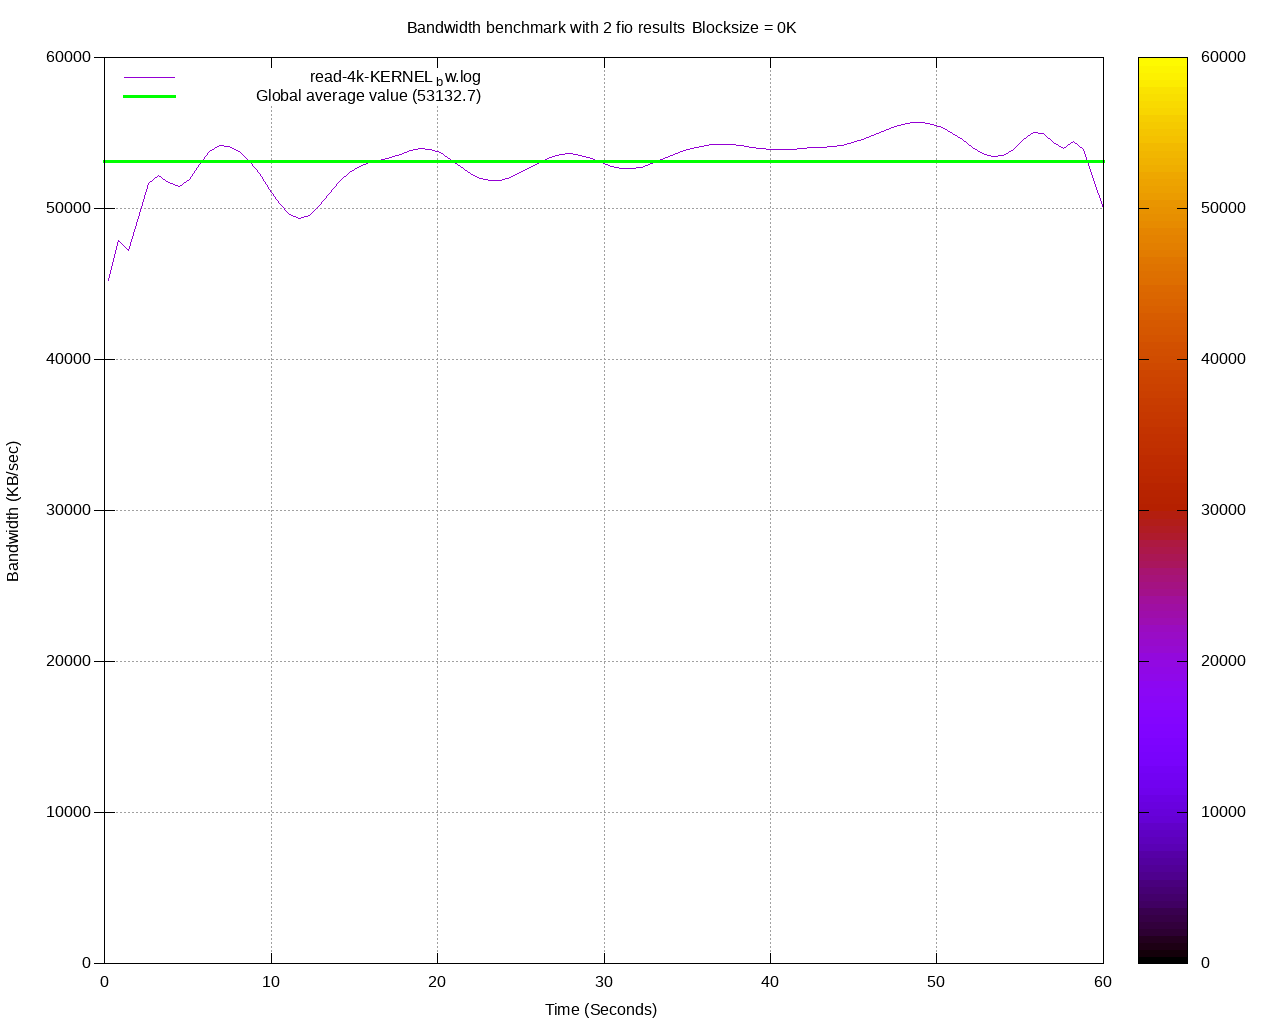 Bandwidth benchmark with 2 fio results Blocksize = 0K
read-4k-KERNEL_bw.log
Global average value (53132.7)
60000
50000
40000
30000
20000
10000
0
Bandwidth (KB/sec)
0 10 20 30 40 50 60
Time (Seconds)
60000
50000
40000
30000
20000
10000
0